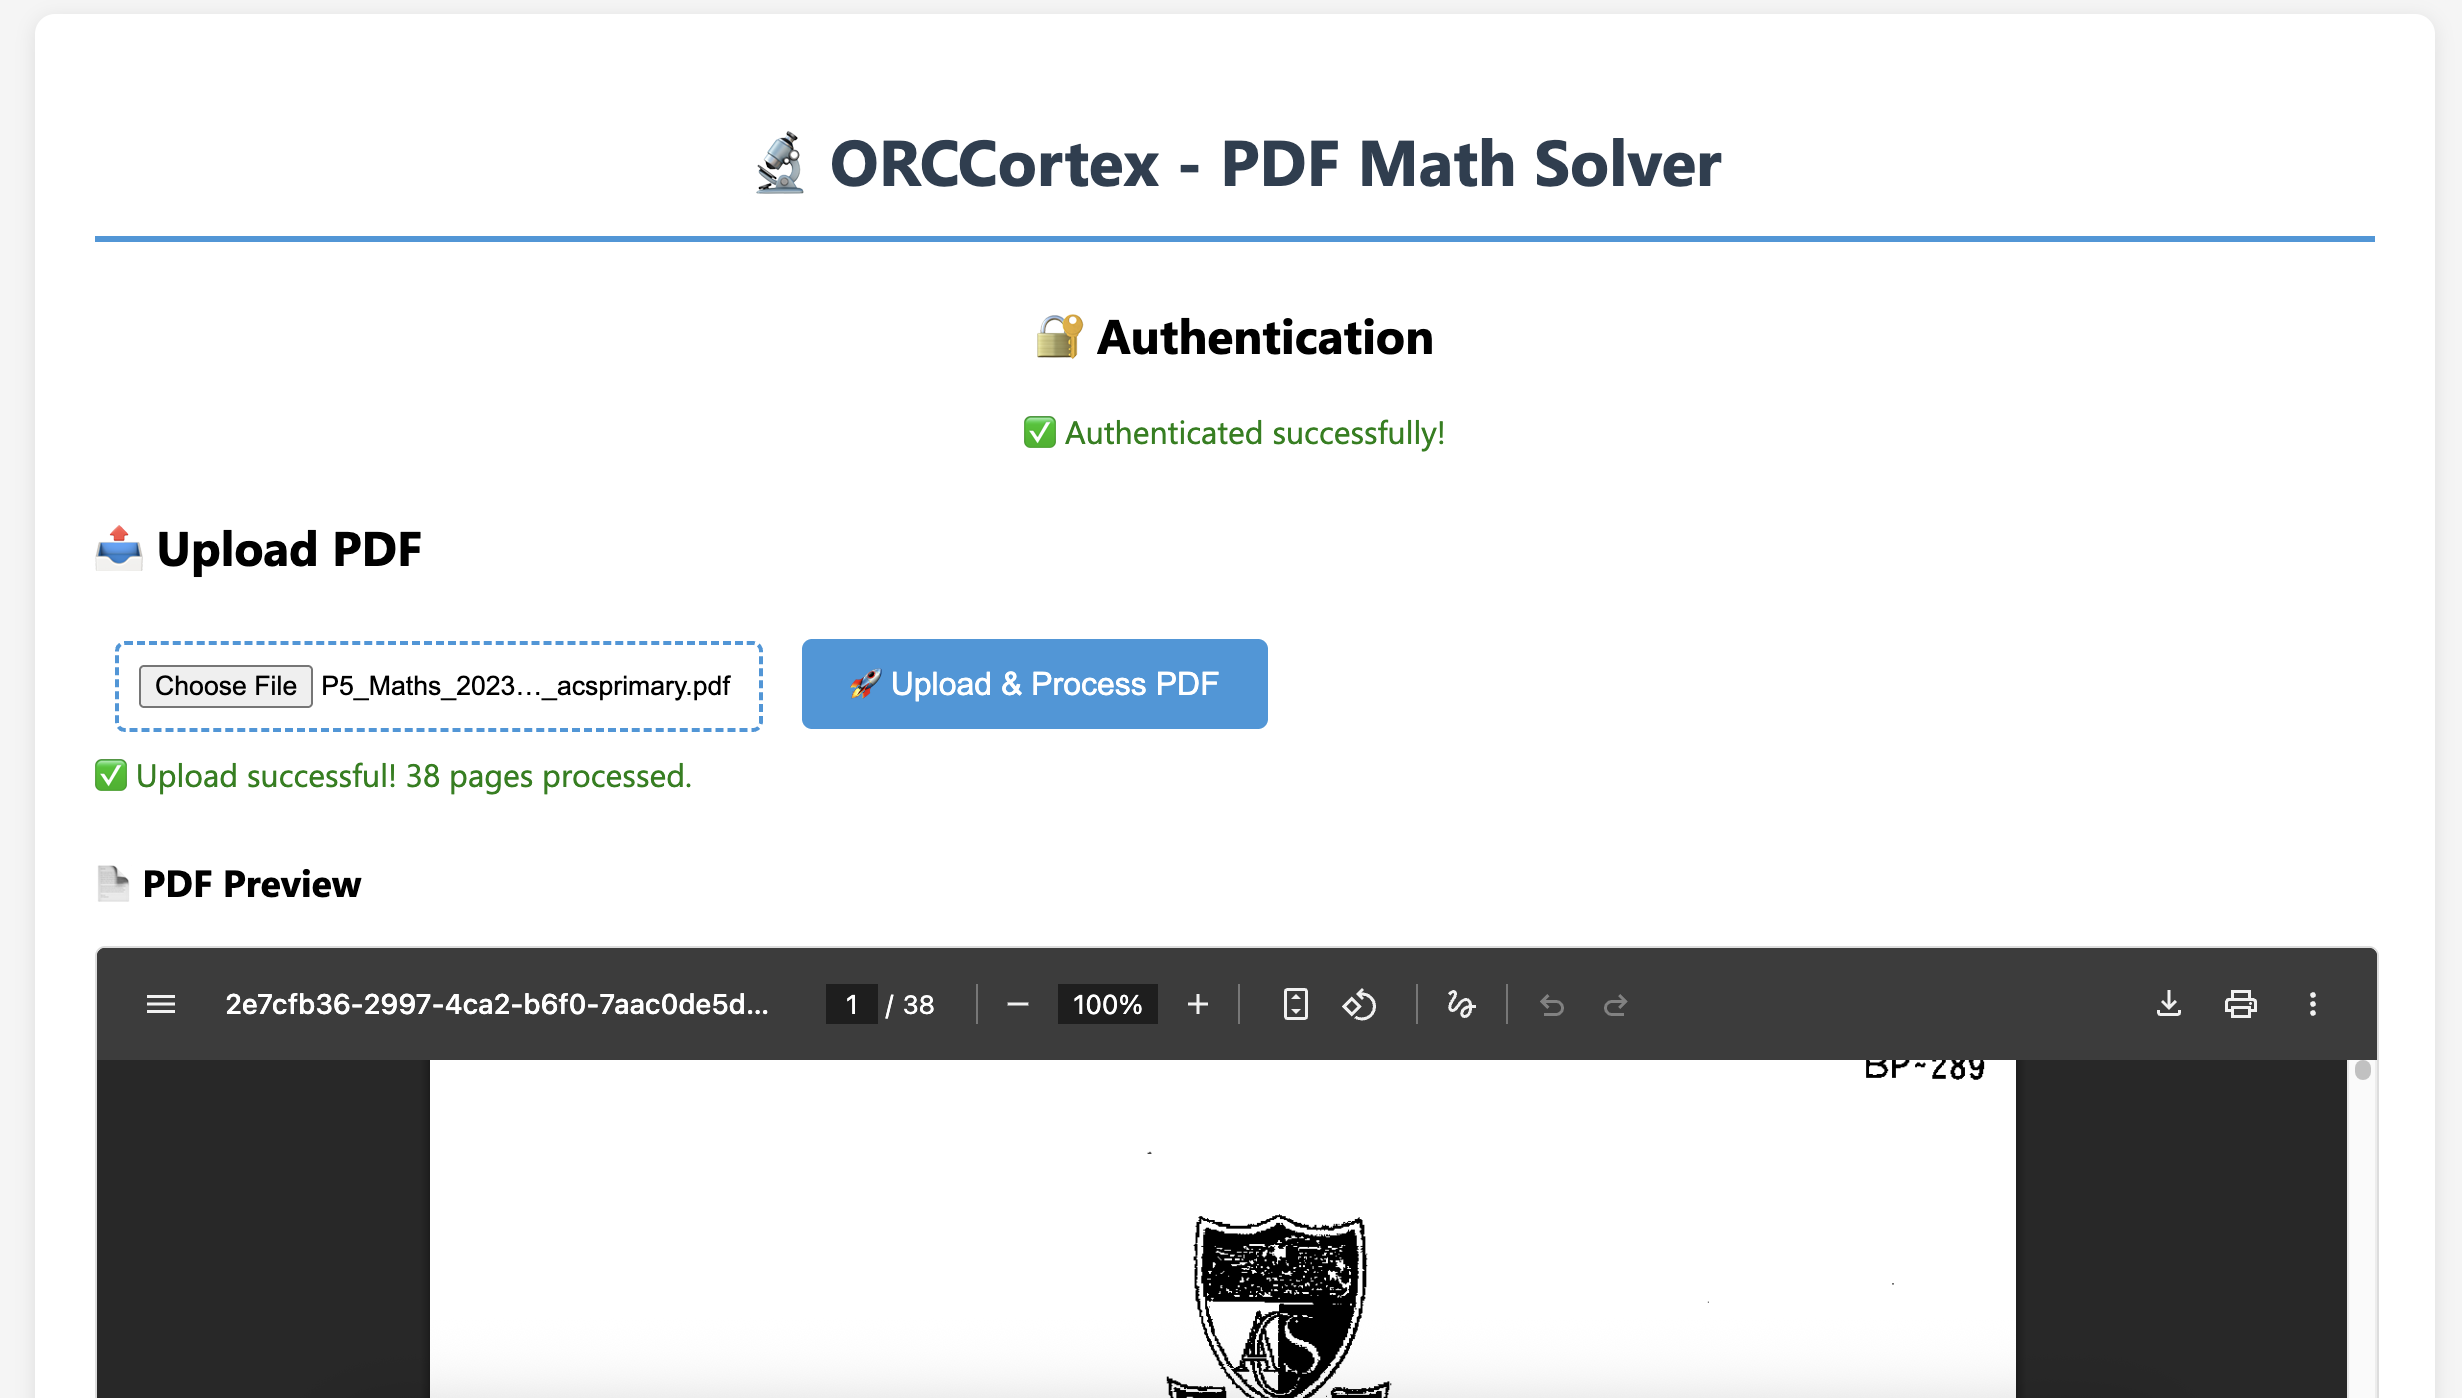 🔬 ORCCortex - PDF Math Solver
🔐 Authentication
✅ Authenticated successfully!
📤 Upload PDF
Choose File P5_Maths_2023…_acsprimary.pdf
🚀 Upload & Process PDF
✅ Upload successful! 38 pages processed.
📄 PDF Preview
2e7cfb36-2997-4ca2-b6f0-7aac0de5d... 1 / 38 100%
BP~289
ACS